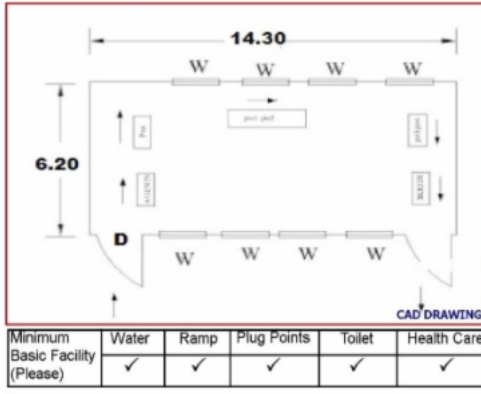 14.30
W W W W
6.20
D
W W W W
CAD DRAWING
Minimum Basic Facility (Please) Water Ramp Plug Points Toilet Health Care
✓ ✓ ✓ ✓ ✓